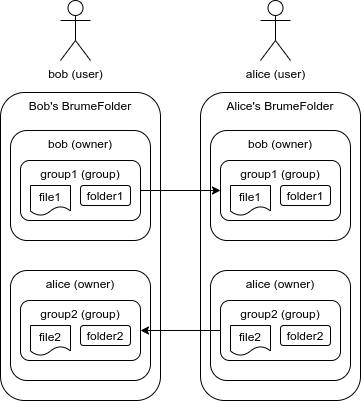 bob (user)
alice (user)
Bob's BrumeFolder
Alice's BrumeFolder
bob (owner)
bob (owner)
group1 (group)
group1 (group)
file1
folder1
file1
folder1
alice (owner)
alice (owner)
group2 (group)
group2 (group)
file2
folder2
file2
folder2